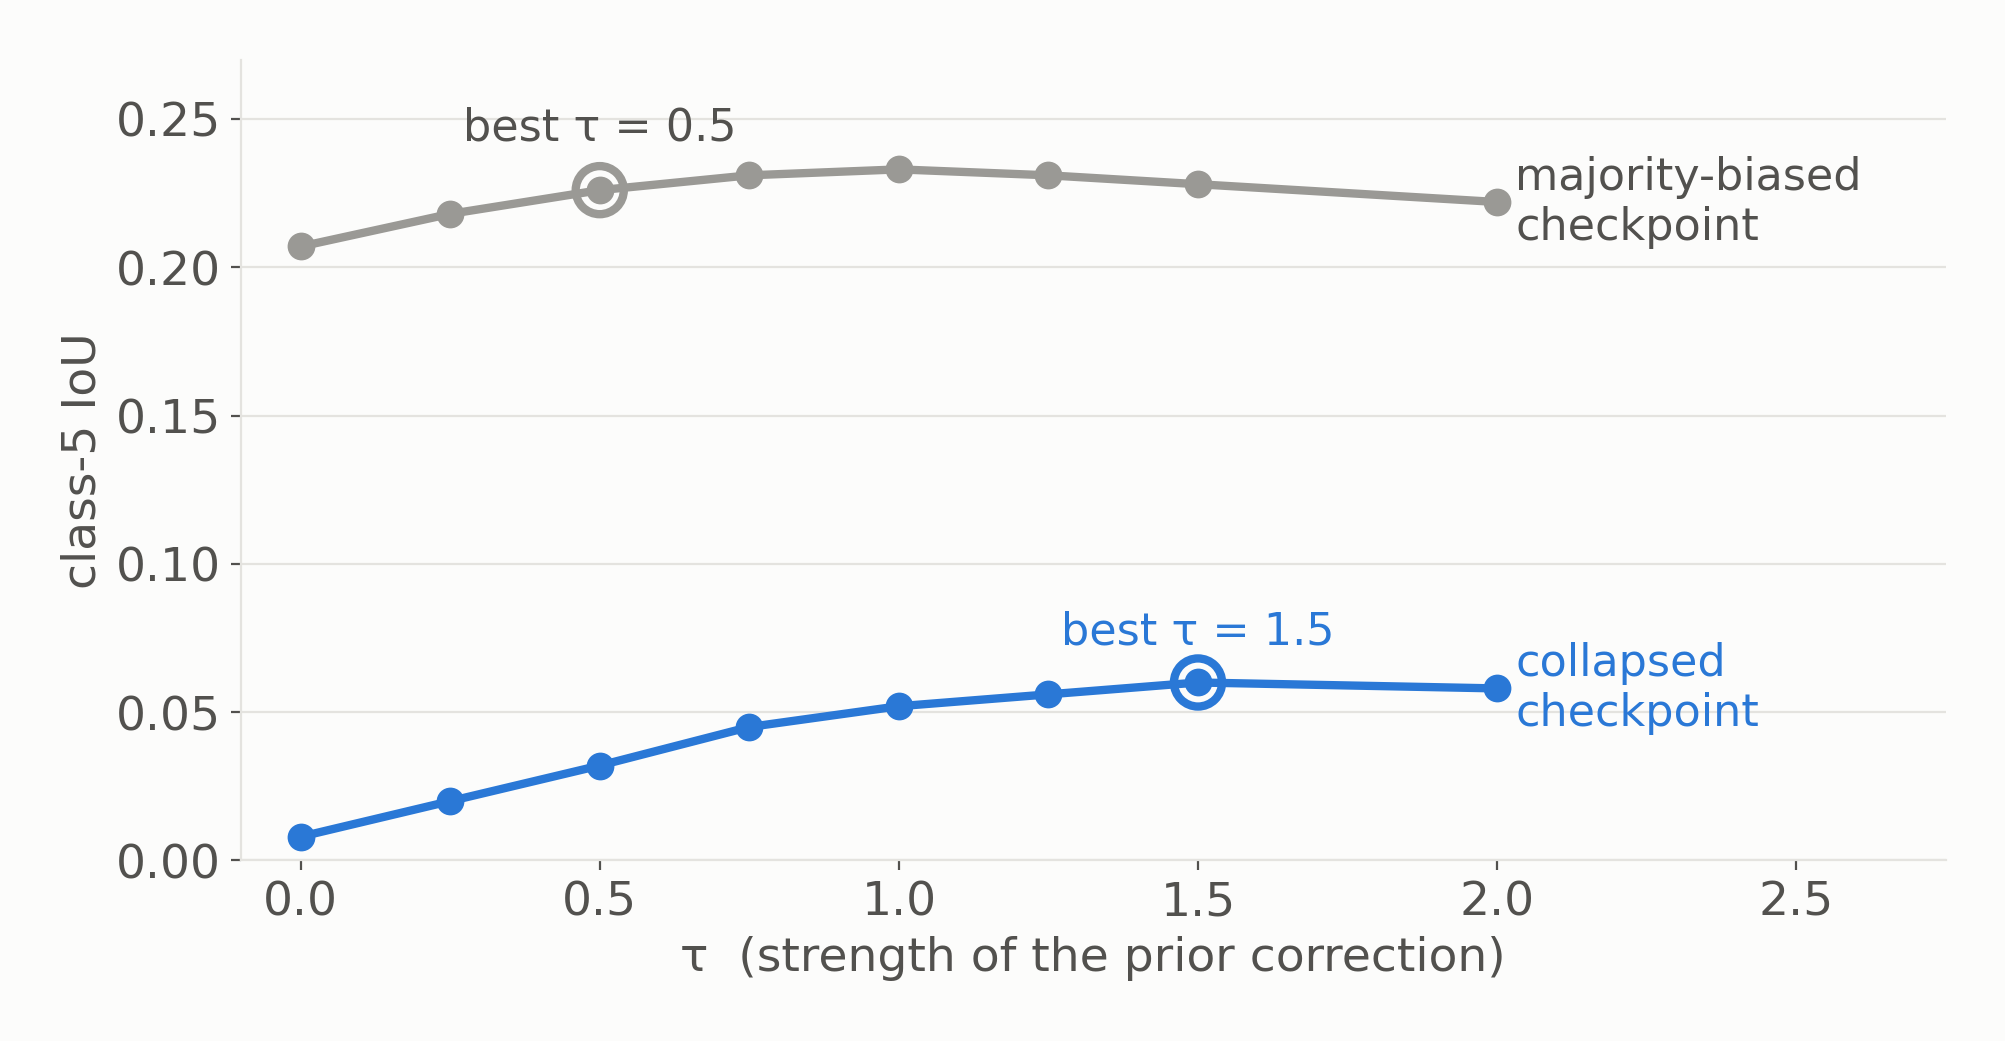 0.25
0.20
0.15
0.10
0.05
0.00
class-5 IoU
best τ = 0.5
majority-biased
checkpoint
best τ = 1.5
collapsed
checkpoint
0.0
0.5
1.0
1.5
2.0
2.5
τ (strength of the prior correction)